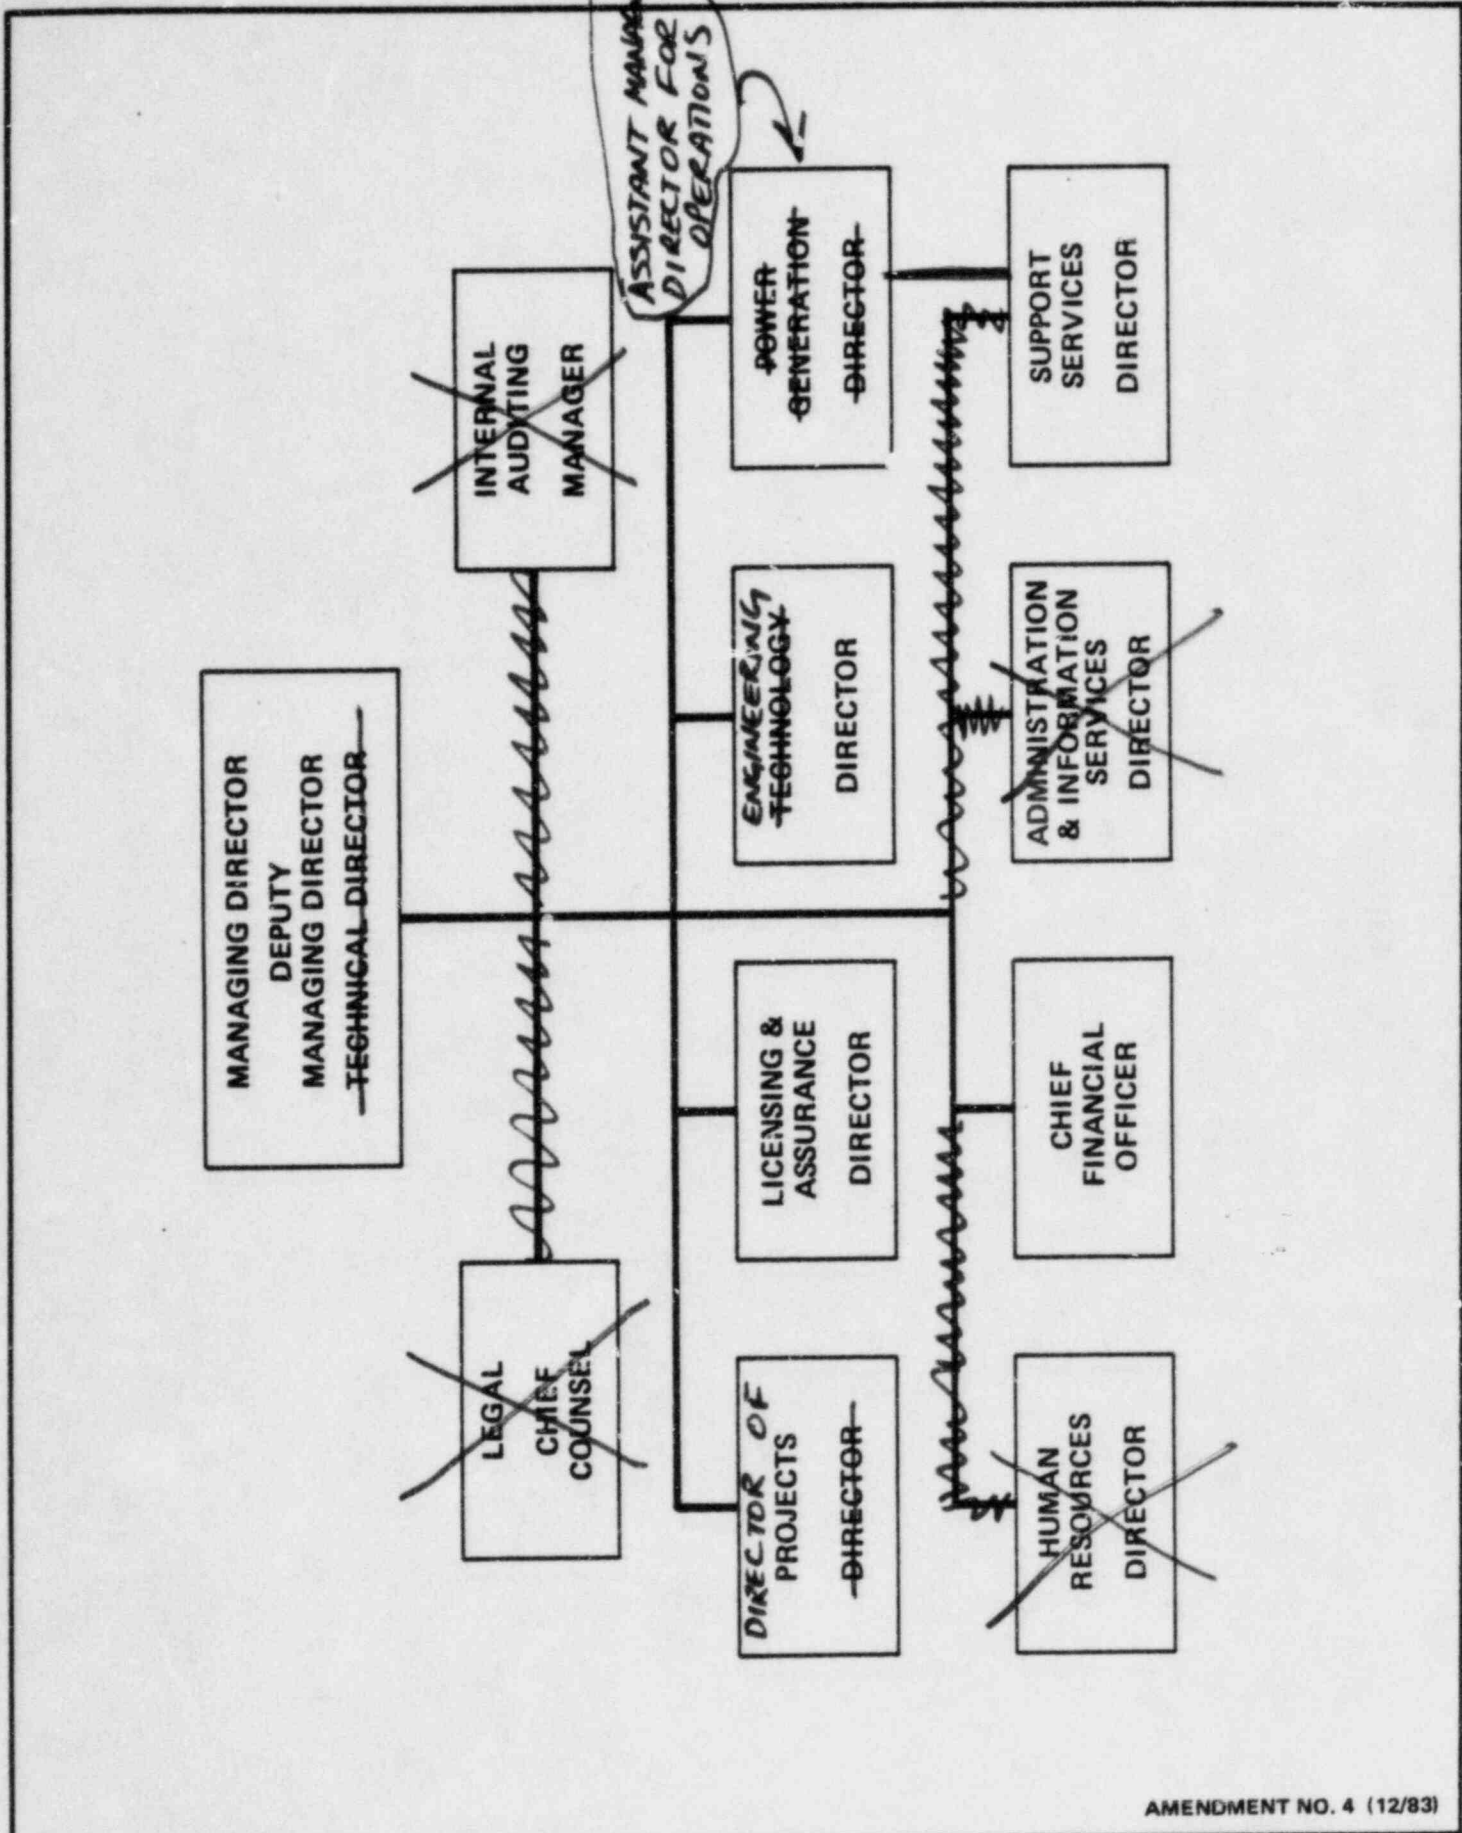 MANAGING DIRECTOR
DEPUTY
MANAGING DIRECTOR
TECHNICAL DIRECTOR
LEGAL
CHIEF
COUNSEL
INTERNAL
AUDITING
MANAGER
ASSISTANT
DIRECTOR FOR
OPERATIONS
DIRECTOR OF
PROJECTS
DIRECTOR
LICENSING &
ASSURANCE
DIRECTOR
ENGINEERING
TECHNOLOGY
DIRECTOR
POWER
GENERATION
DIRECTOR
HUMAN
RESOURCES
DIRECTOR
CHIEF
FINANCIAL
OFFICER
ADMINISTRATION
& INFORMATION
SERVICES
DIRECTOR
SUPPORT
SERVICES
DIRECTOR
AMENDMENT NO. 4 (12/83)